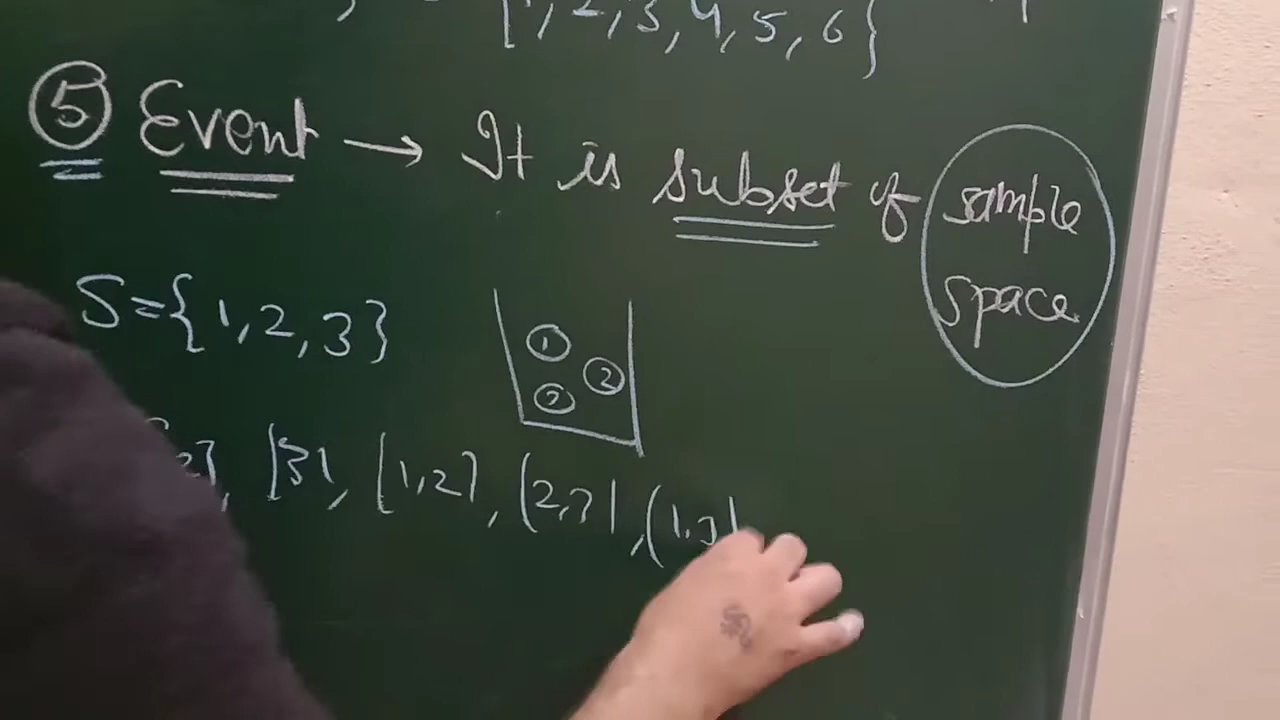 {1, 2, 3, 4, 5, 6}
⑤ Event → It is subset of sample space
S={1, 2, 3}
① ② ③
2}, {3}, {1,2}, {2,3}, {1,3}